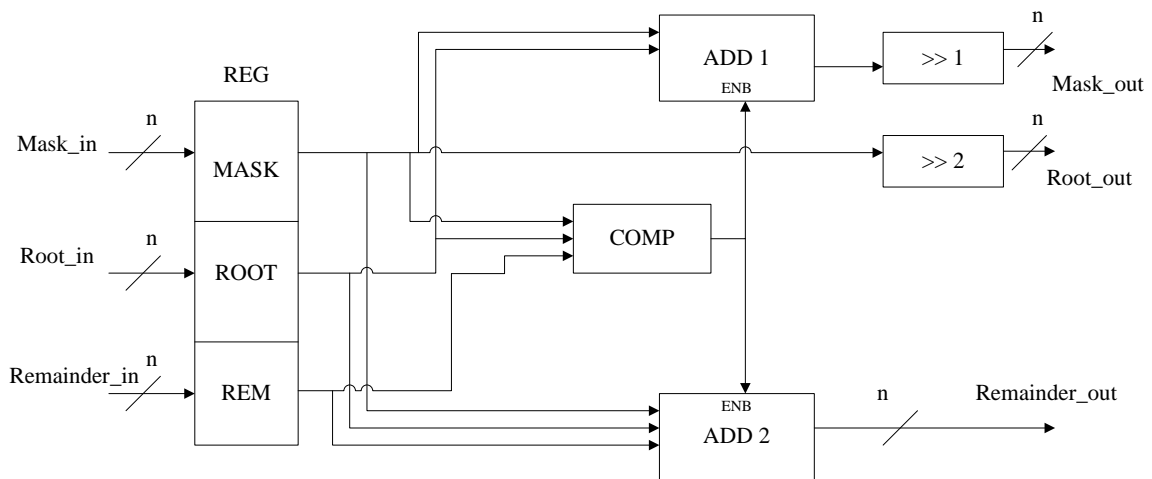 REG
n
Mask_in
MASK
n
Root_in
ROOT
n
Remainder_in
REM
ADD 1
ENB
COMP
ENB
ADD 2
>> 1
n
Mask_out
>> 2
n
Root_out
n
Remainder_out